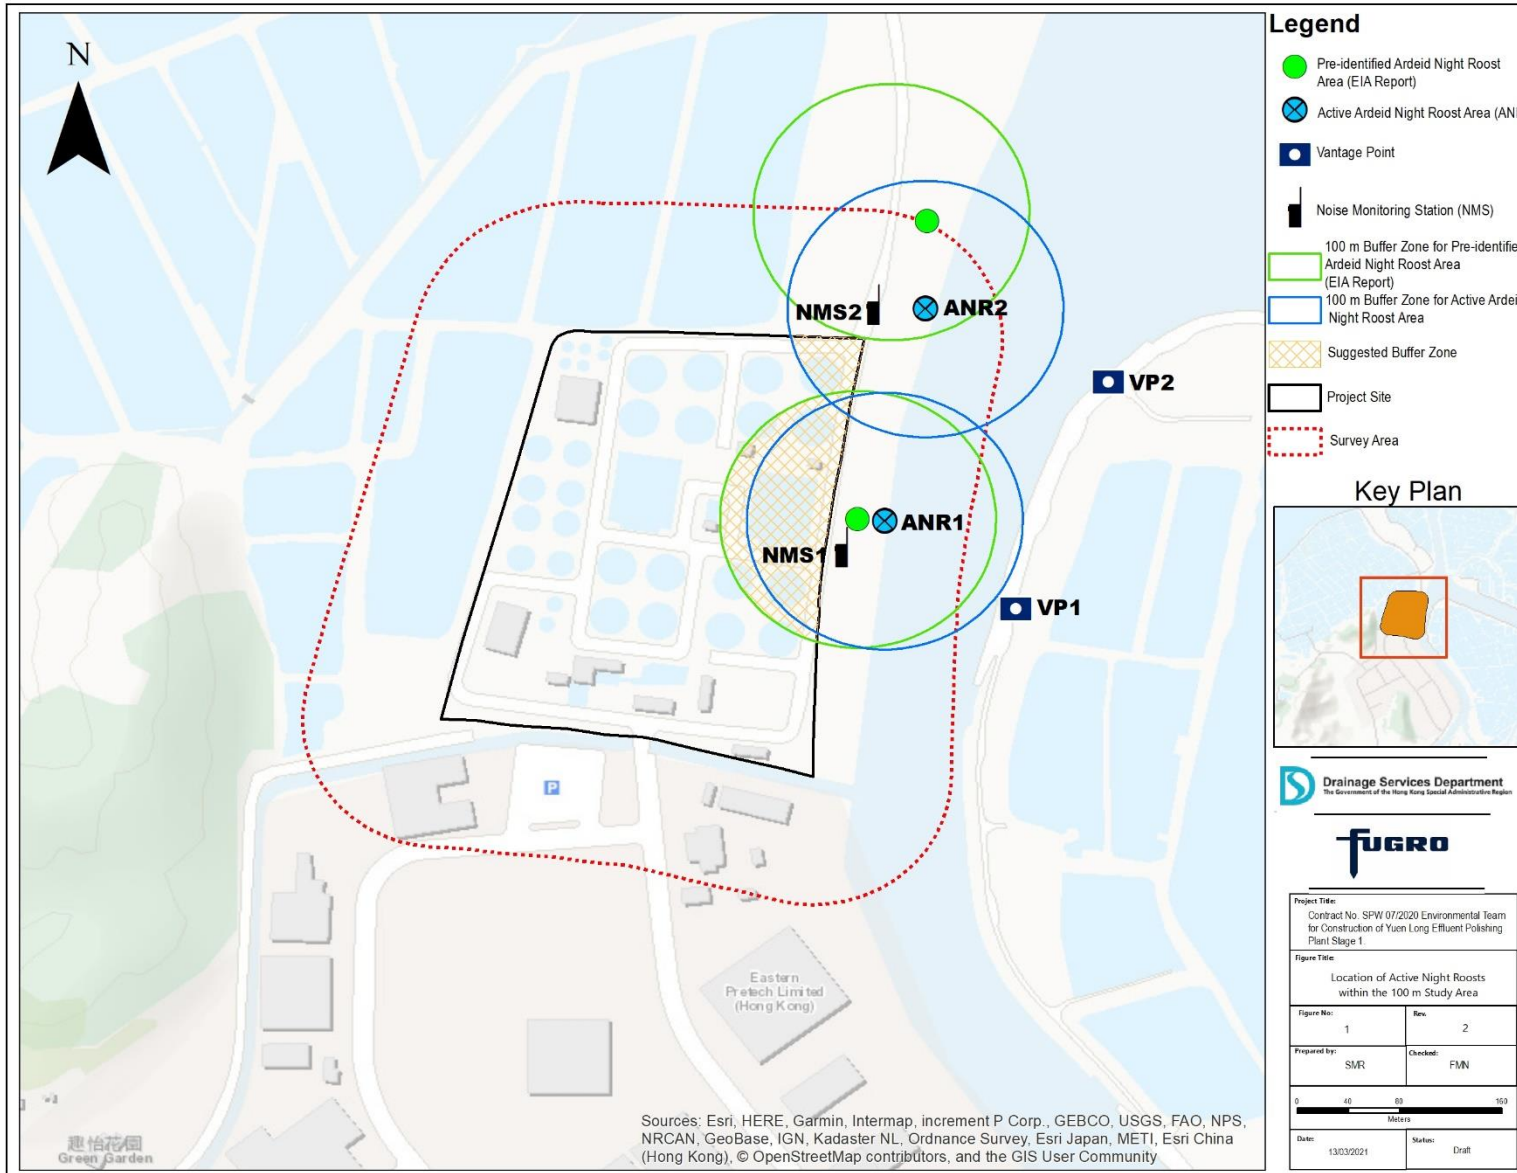 N
NMS2
ANR2
VP2
ANR1
NMS1
VP1
P
Eastern
Pretech Limited
(Hong Kong)
趣怡花園
Green Garden
Sources: Esri, HERE, Garmin, Intermap, increment P Corp., GEBCO, USGS, FAO, NPS,
NRCAN, GeoBase, IGN, Kadaster NL, Ordnance Survey, Esri Japan, METI, Esri China
(Hong Kong), © OpenStreetMap contributors, and the GIS User Community
Legend
Pre-identified Ardeid Night Roost
Area (EIA Report)
Active Ardeid Night Roost Area (AN
Vantage Point
Noise Monitoring Station (NMS)
100 m Buffer Zone for Pre-identifie
Ardeid Night Roost Area
(EIA Report)
100 m Buffer Zone for Active Ardei
Night Roost Area
Suggested Buffer Zone
Project Site
Survey Area
Key Plan
Drainage Services Department
The Government of the Hong Kong Special Administrative Region
FUGRO
Project Title:
Contract No. SPW 07/2020 Environmental Team
for Construction of Yuen Long Effluent Polishing
Plant Stage 1.
Figure Title:
Location of Active Night Roosts
within the 100 m Study Area
Figure No: Rev.
1 2
Prepared by: Checked:
SMR FMN
0 40 80 160
Meters
Date: Status:
13/03/2021 Draft